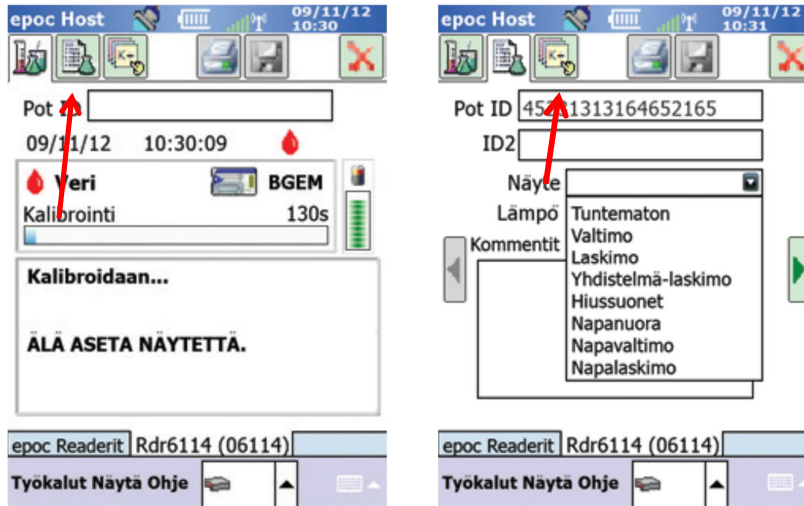 epoc Host 09/11/12 10:30
K+
Pot ID
09/11/12 10:30:09
Veri BGEM
Kalibrointi 130s
Kalibroidaan...
ÄLÄ ASETA NÄYTETTÄ.
epoc Readerit Rdr6114 (06114)
Työkalut Näytä Ohje
epoc Host 09/11/12 10:31
K+
Pot ID
ID2
Näyte
Lämpö
Tuntematon
Valtimo
Kommentit
Laskimo
Yhdistelmä-laskimo
Hiussuonet
Napanuora
Napavaltimo
Napalaskimo
epoc Readerit Rdr6114 (06114)
Työkalut Näytä Ohje